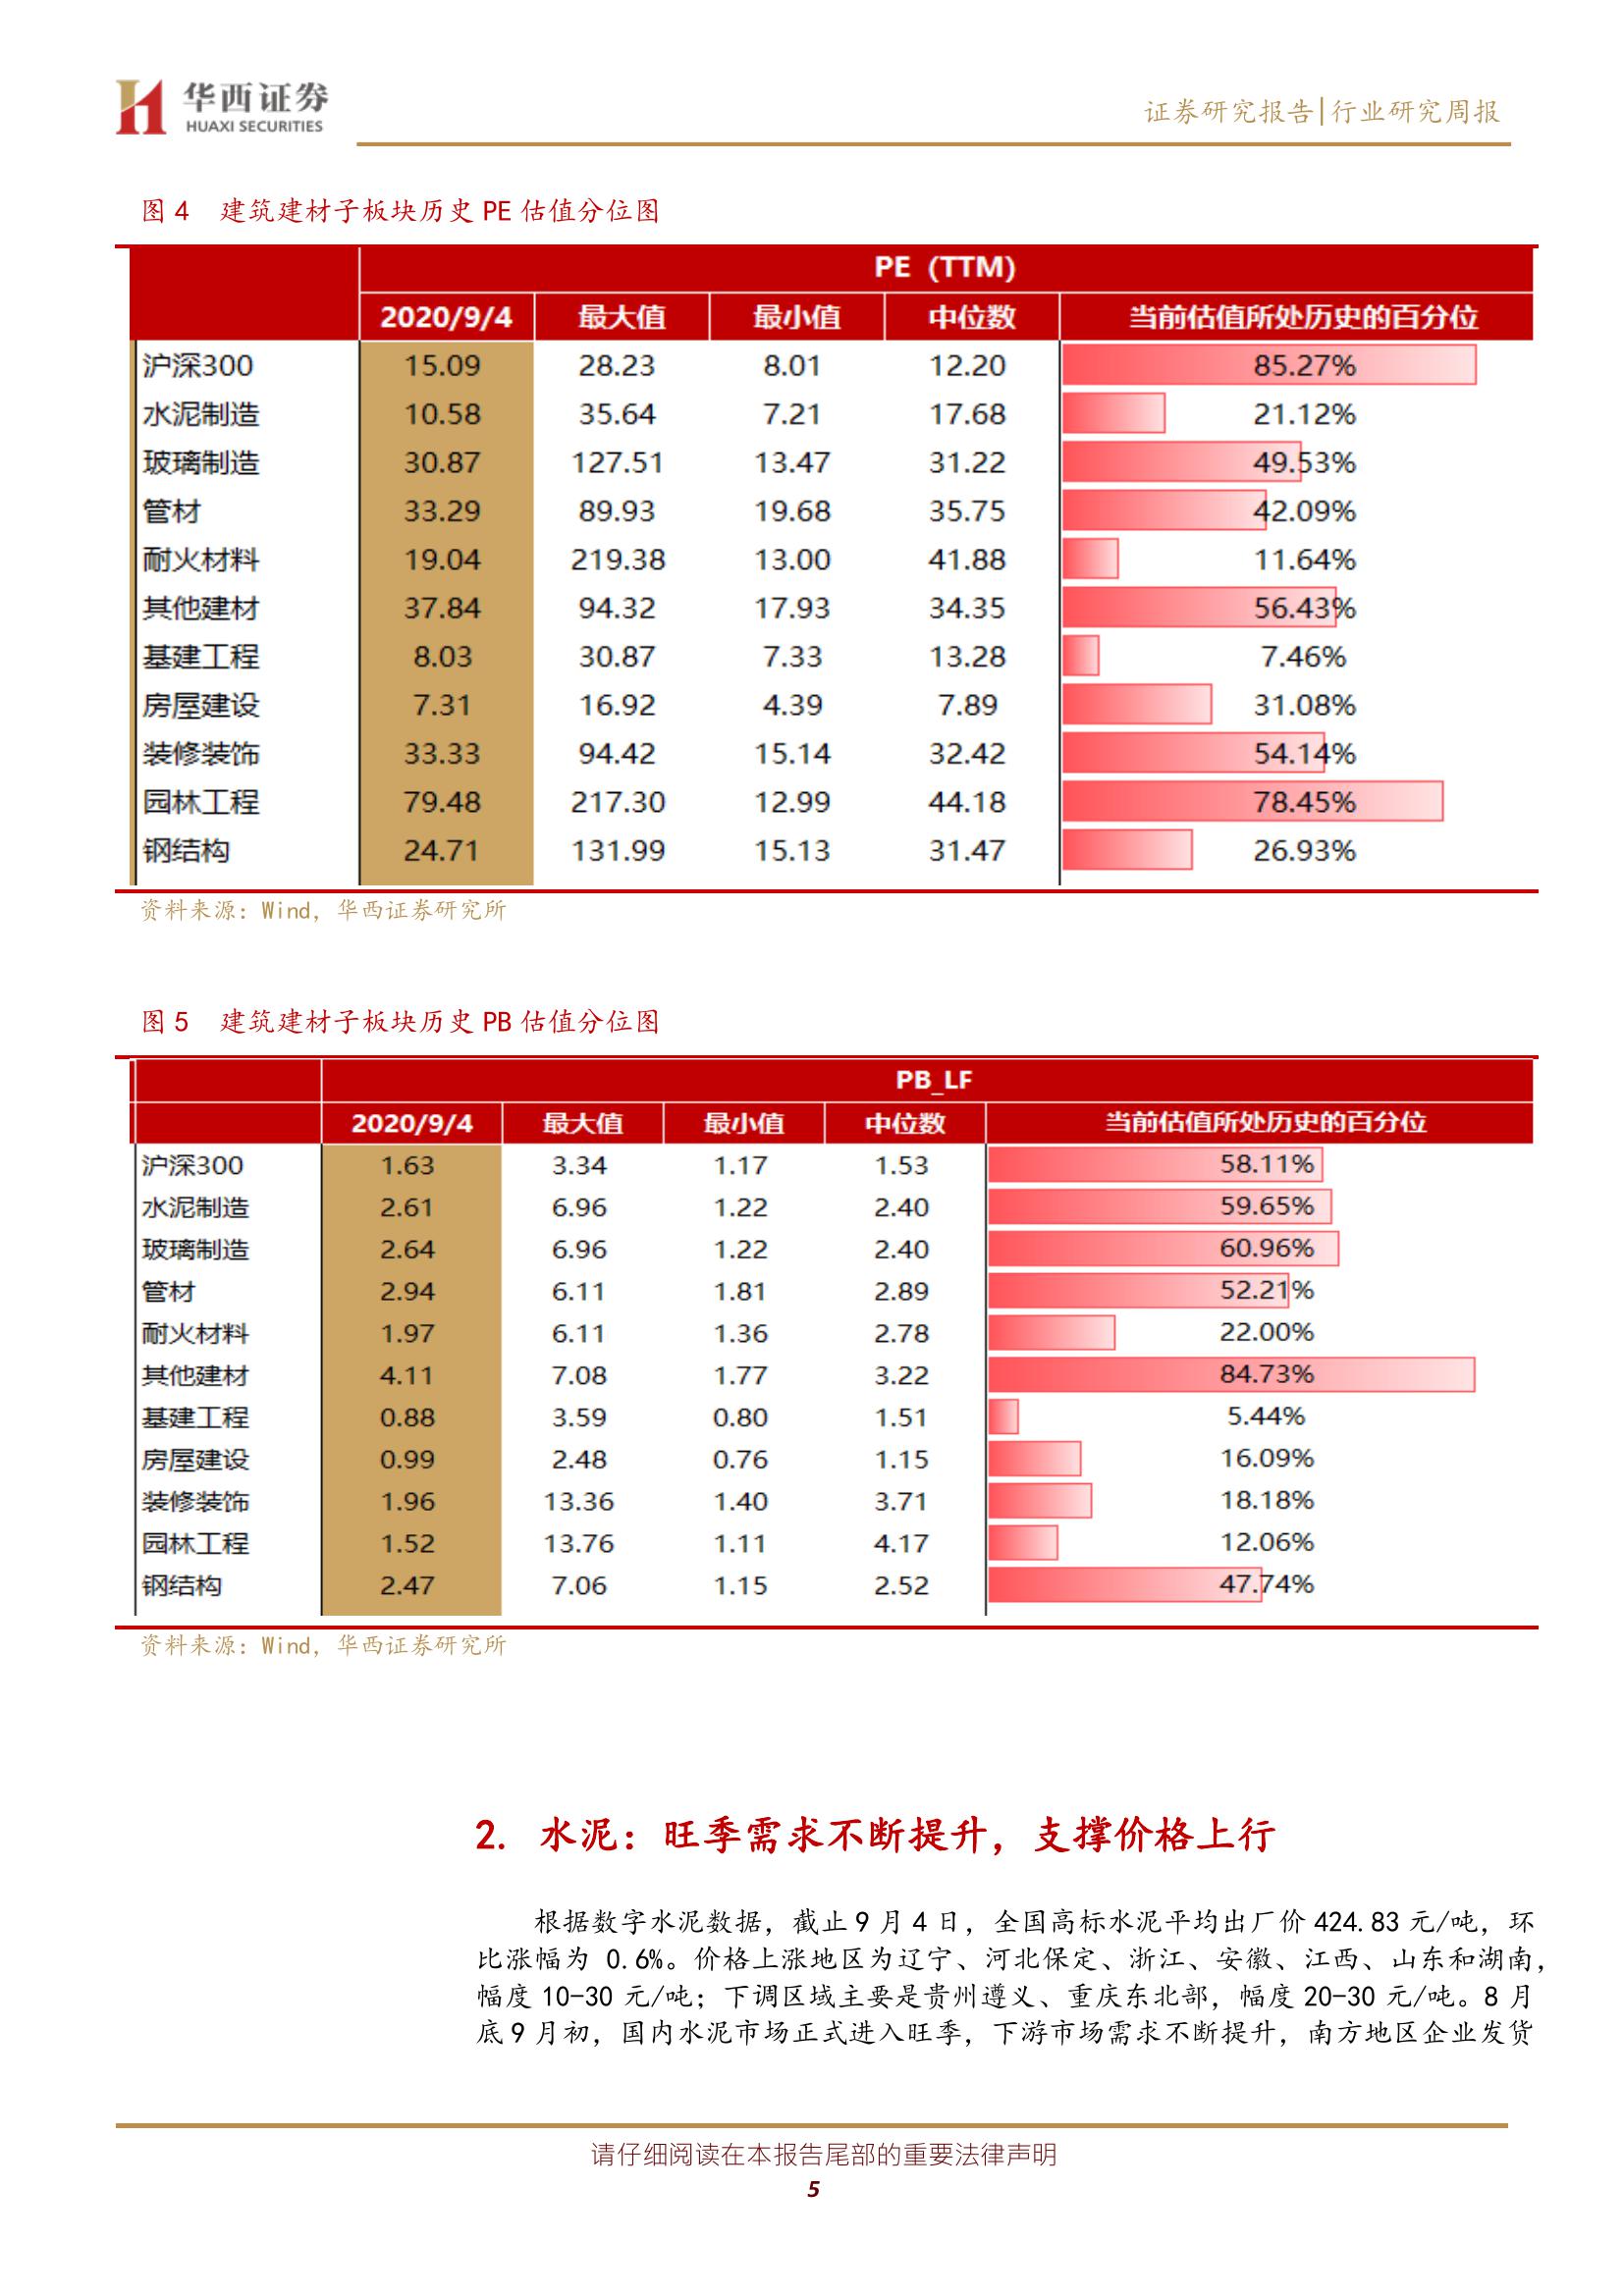 华西证券
HUAXI SECURITIES
证券研究报告|行业研究周报
图 4 建筑建材子板块历史 PE 估值分位图
PE (TTM)
2020/9/4 最大值 最小值 中位数 当前估值所处历史的百分位
沪深300 15.09 28.23 8.01 12.20 85.27%
水泥制造 10.58 35.64 7.21 17.68 21.12%
玻璃制造 30.87 127.51 13.47 31.22 49.53%
管材 33.29 89.93 19.68 35.75 42.09%
耐火材料 19.04 219.38 13.00 41.88 11.64%
其他建材 37.84 94.32 17.93 34.35 56.43%
基建工程 8.03 30.87 7.33 13.28 7.46%
房屋建设 7.31 16.92 4.39 7.89 31.08%
装修装饰 33.33 94.42 15.14 32.42 54.14%
园林工程 79.48 217.30 12.99 44.18 78.45%
钢结构 24.71 131.99 15.13 31.47 26.93%
资料来源：Wind，华西证券研究所
图 5 建筑建材子板块历史 PB 估值分位图
PB_LF
2020/9/4 最大值 最小值 中位数 当前估值所处历史的百分位
沪深300 1.63 3.34 1.17 1.53 58.11%
水泥制造 2.61 6.96 1.22 2.40 59.65%
玻璃制造 2.64 6.96 1.22 2.40 60.96%
管材 2.94 6.11 1.81 2.89 52.21%
耐火材料 1.97 6.11 1.36 2.78 22.00%
其他建材 4.11 7.08 1.77 3.22 84.73%
基建工程 0.88 3.59 0.80 1.51 5.44%
房屋建设 0.99 2.48 0.76 1.15 16.09%
装修装饰 1.96 13.36 1.40 3.71 18.18%
园林工程 1.52 13.76 1.11 4.17 12.06%
钢结构 2.47 7.06 1.15 2.52 47.74%
资料来源：Wind，华西证券研究所
2. 水泥：旺季需求不断提升，支撑价格上行
根据数字水泥数据，截止 9 月 4 日，全国高标水泥平均出厂价 424.83 元/吨，环
比涨幅为 0.6%。价格上涨地区为辽宁、河北保定、浙江、安徽、江西、山东和湖南，
幅度 10-30 元/吨；下调区域主要是贵州遵义、重庆东北部，幅度 20-30 元/吨。8 月
底 9 月初，国内水泥市场正式进入旺季，下游市场需求不断提升，南方地区企业发货
请仔细阅读在本报告尾部的重要法律声明
5